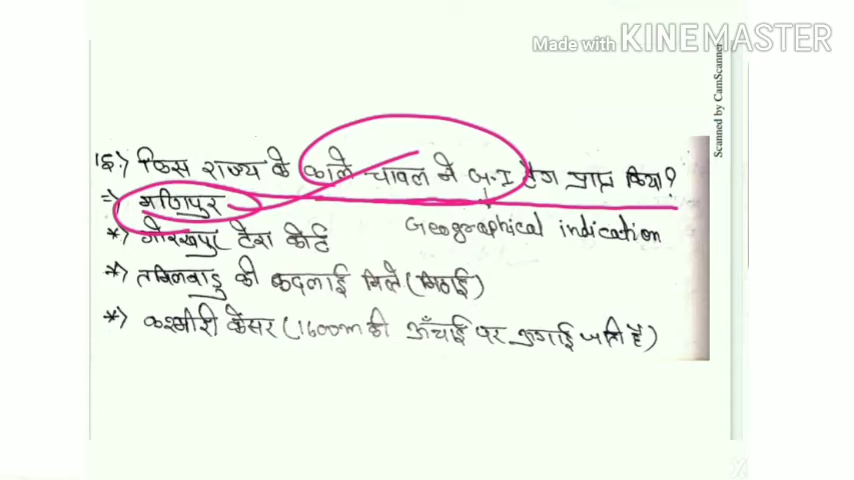 Made with KINEMASTER
Scanned by CamScanner
16:> किस राज्य के काले चावल ने G.I टैग प्राप्त किया?
=> मणिपुर
Geographical indication
*> गोरखपुर टेरा कोर्ट
*> तमिलनाडु की कदलाई मिले (मिठाई)
*> कश्मीरी केसर (1600m की ऊँचाई पर उगाई जाती है)